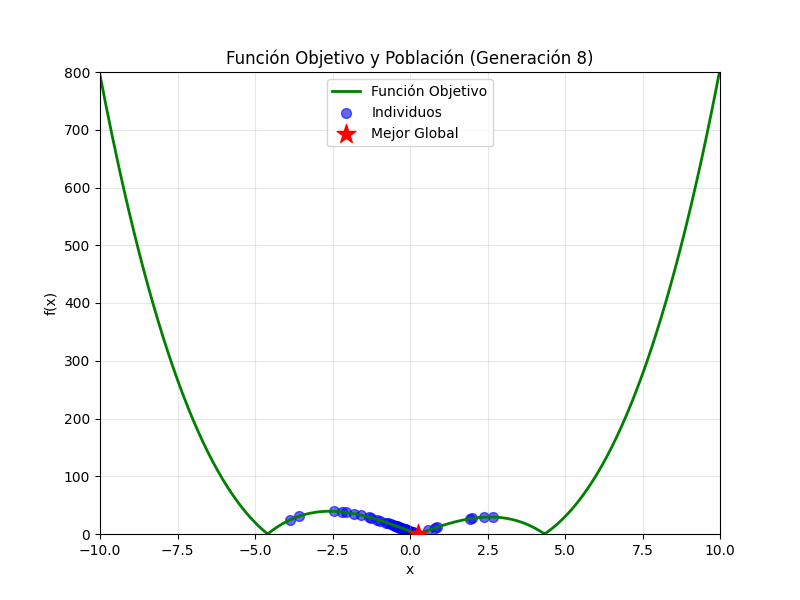 Función Objetivo y Población (Generación 8)
Función Objetivo
Individuos
Mejor Global
800
700
600
500
400
300
200
100
0
f(x)
−10.0 −7.5 −5.0 −2.5 0.0 2.5 5.0 7.5 10.0
x